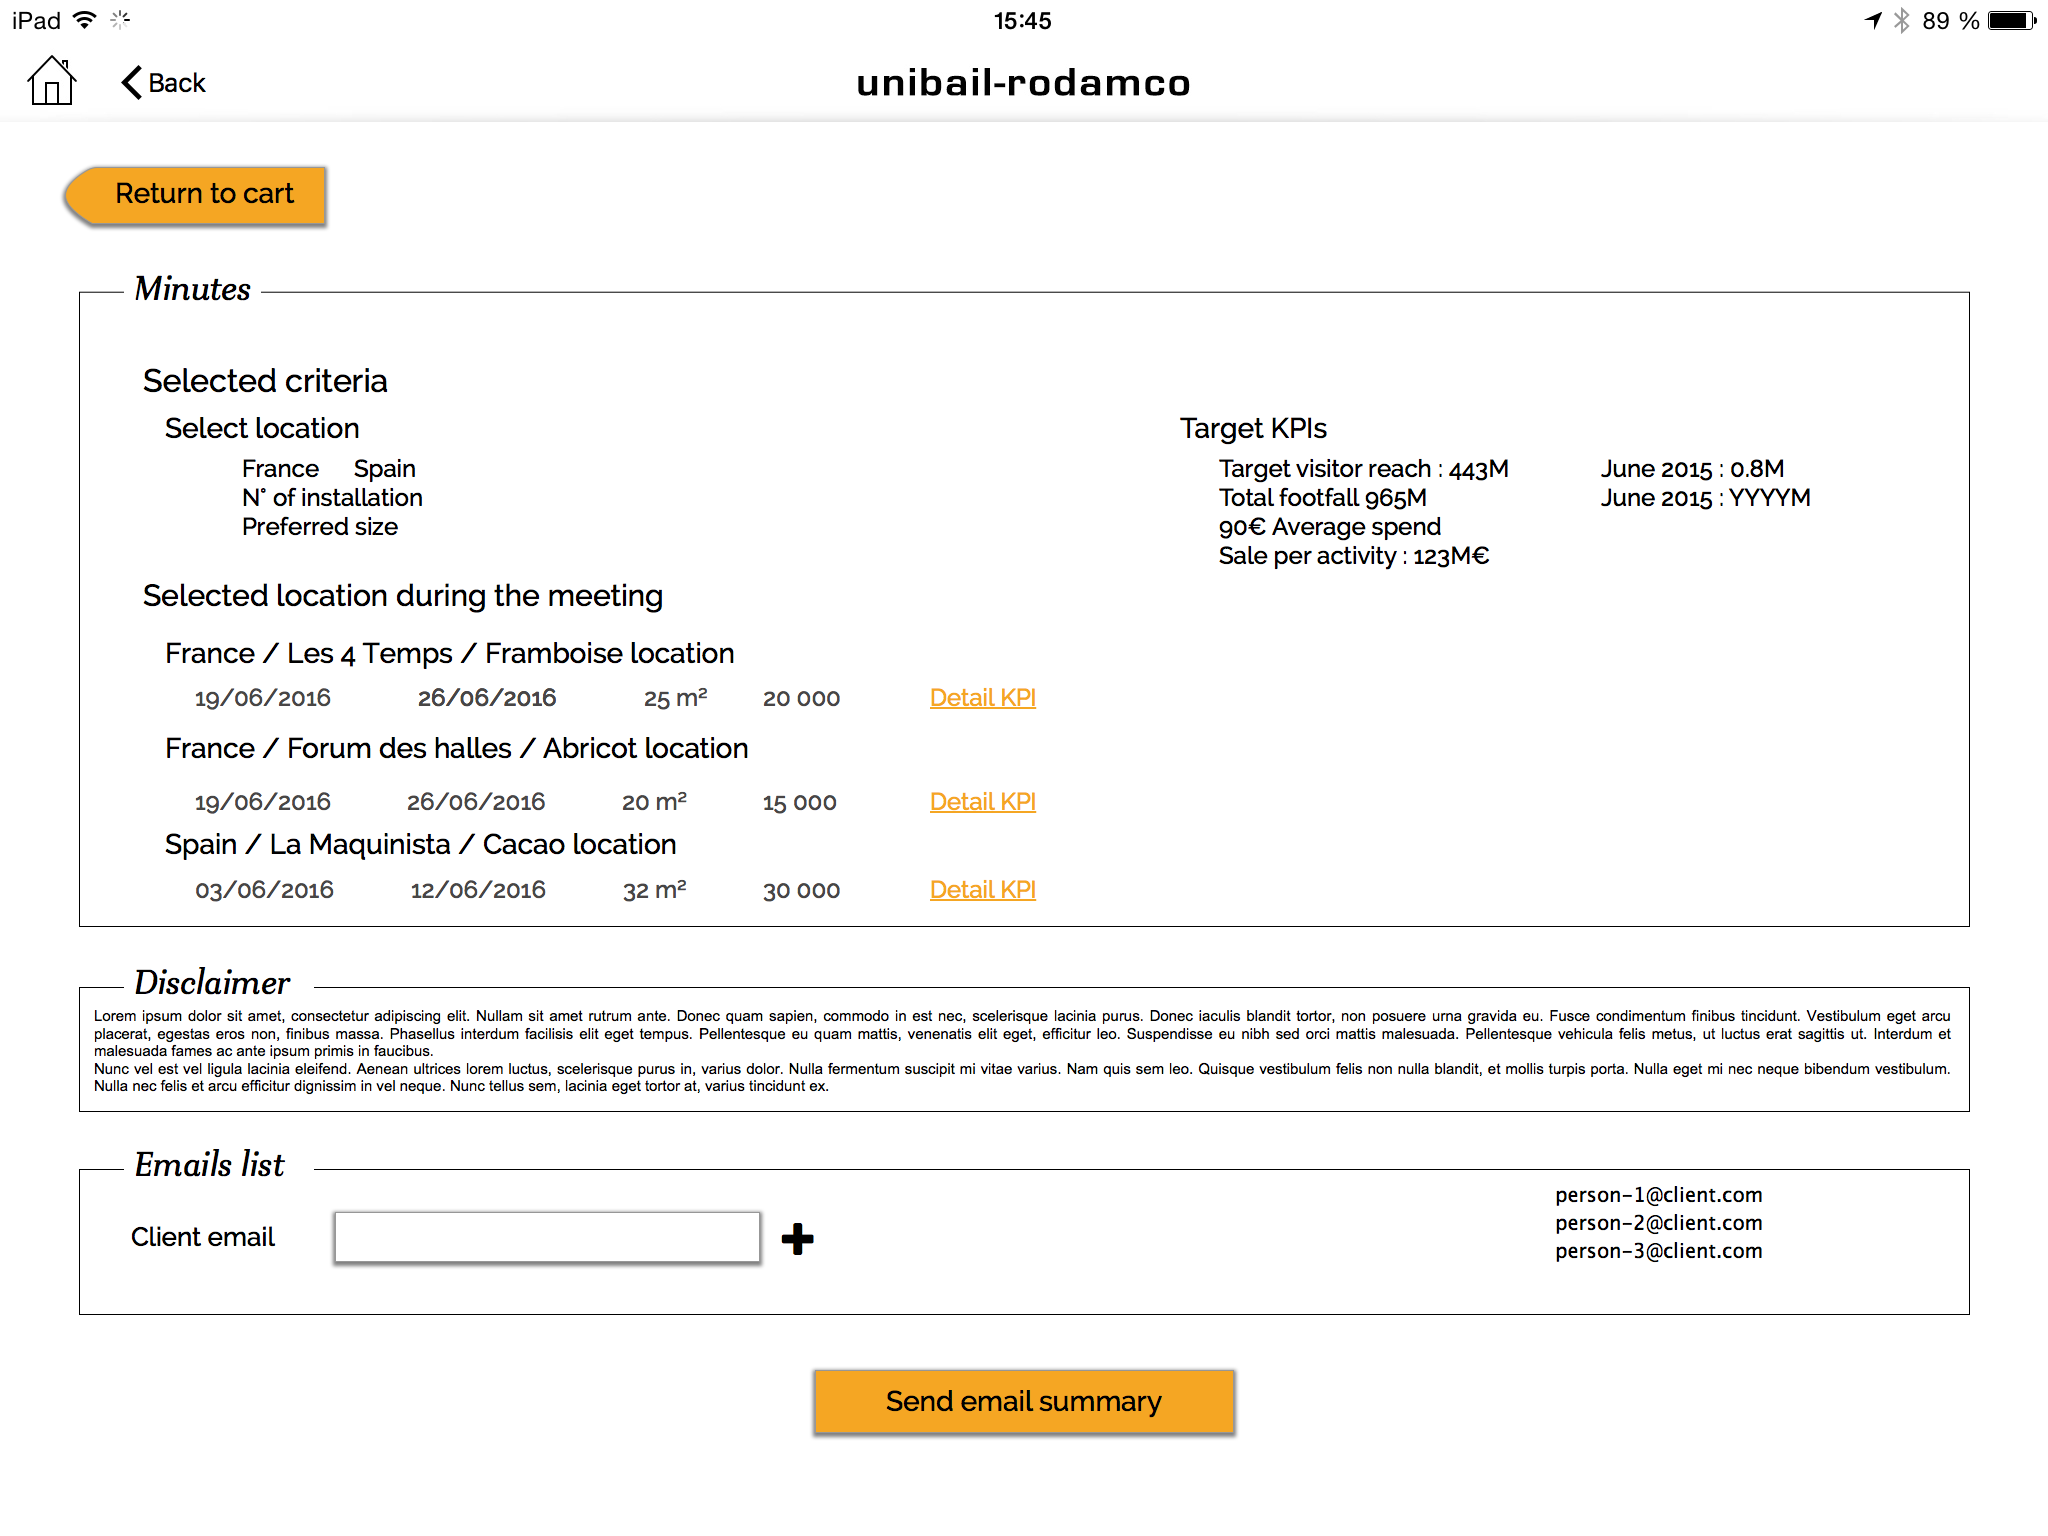 iPad 15:45 89 %
Back unibail-rodamco
Return to cart
Minutes
Selected criteria
Select location
France Spain
N° of installation
Preferred size
Target KPIs
Target visitor reach : 443M June 2015 : 0.8M
Total footfall 965M June 2015 : YYYYM
90€ Average spend
Sale per activity : 123M€
Selected location during the meeting
France / Les 4 Temps / Framboise location
19/06/2016 26/06/2016 25 m² 20 000 Detail KPI
France / Forum des halles / Abricot location
19/06/2016 26/06/2016 20 m² 15 000 Detail KPI
Spain / La Maquinista / Cacao location
03/06/2016 12/06/2016 32 m² 30 000 Detail KPI
Disclaimer
Lorem ipsum dolor sit amet, consectetur adipiscing elit. Nullam sit amet rutrum ante. Donec quam sapien, commodo in est nec, scelerisque lacinia purus. Donec iaculis blandit tortor, non posuere urna gravida eu. Fusce condimentum finibus tincidunt. Vestibulum eget arcu
placerat, egestas eros non, finibus massa. Phasellus interdum facilisis elit eget tempus. Pellentesque eu quam mattis, venenatis elit eget, efficitur leo. Suspendisse eu nibh sed orci mattis malesuada. Pellentesque vehicula felis metus, ut luctus erat sagittis ut. Interdum et
malesuada fames ac ante ipsum primis in faucibus.
Nunc vel est vel ligula lacinia eleifend. Aenean ultrices lorem luctus, scelerisque purus in, varius dolor. Nulla fermentum suscipit mi vitae varius. Nam quis sem leo. Quisque vestibulum felis non nulla blandit, et mollis turpis porta. Nulla eget mi nec neque bibendum vestibulum.
Nulla nec felis et arcu efficitur dignissim in vel neque. Nunc tellus sem, lacinia eget tortor at, varius tincidunt ex.
Emails list
Client email
person-1@client.com
person-2@client.com
person-3@client.com
Send email summary